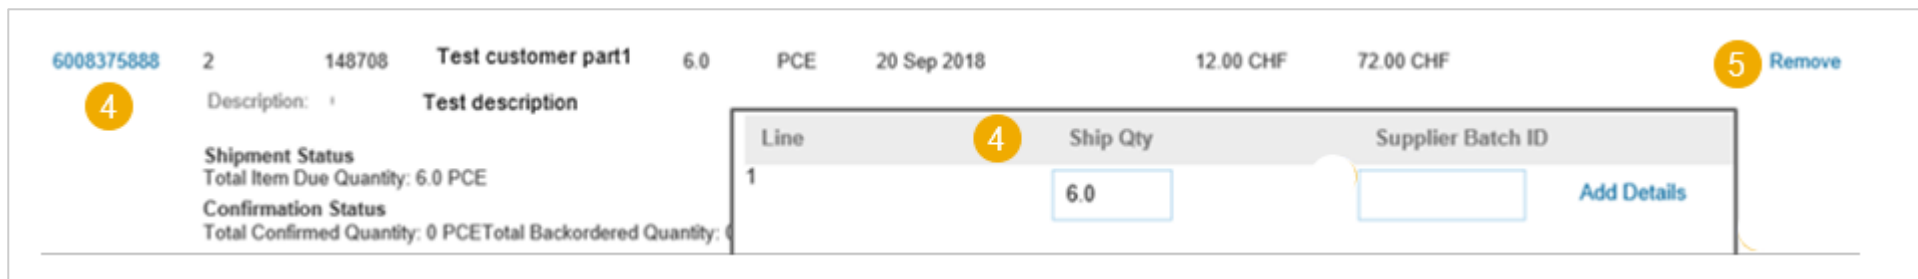 6008375888 2 148708 Test customer part1 6.0 PCE 20 Sep 2018 12.00 CHF 72.00 CHF 5 Remove
4 Description: Test description
Line 4 Ship Qty Supplier Batch ID
Shipment Status
Total Item Due Quantity: 6.0 PCE
1 6.0 Add Details
Confirmation Status
Total Confirmed Quantity: 0 PCETotal Backordered Quantity: